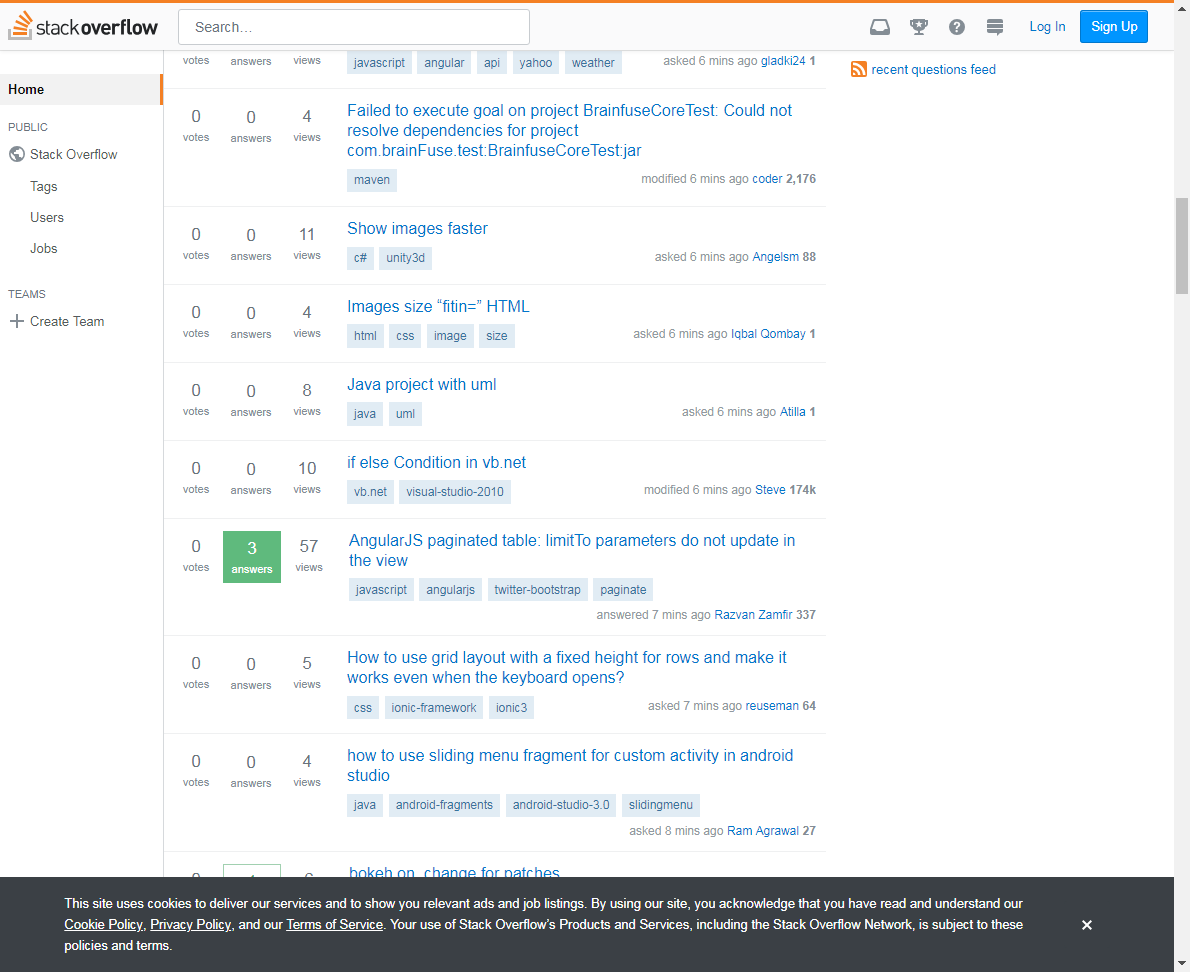 stackoverflow
Search…
Log In
Sign Up
Home
PUBLIC
Stack Overflow
Tags
Users
Jobs
TEAMS
Create Team
votes answers views
javascript angular api yahoo weather
asked 6 mins ago gladki24 1
0 votes 0 answers 4 views
Failed to execute goal on project BrainfuseCoreTest: Could not
resolve dependencies for project
com.brainFuse.test:BrainfuseCoreTest:jar
maven
modified 6 mins ago coder 2,176
0 votes 0 answers 11 views
Show images faster
c# unity3d
asked 6 mins ago Angelsm 88
0 votes 0 answers 4 views
Images size “fitin=” HTML
html css image size
asked 6 mins ago Iqbal Qombay 1
0 votes 0 answers 8 views
Java project with uml
java uml
asked 6 mins ago Atilla 1
0 votes 0 answers 10 views
if else Condition in vb.net
vb.net visual-studio-2010
modified 6 mins ago Steve 174k
0 votes 3 answers 57 views
AngularJS paginated table: limitTo parameters do not update in
the view
javascript angularjs twitter-bootstrap paginate
answered 7 mins ago Razvan Zamfir 337
0 votes 0 answers 5 views
How to use grid layout with a fixed height for rows and make it
works even when the keyboard opens?
css ionic-framework ionic3
asked 7 mins ago reuseman 64
0 votes 0 answers 4 views
how to use sliding menu fragment for custom activity in android
studio
java android-fragments android-studio-3.0 slidingmenu
asked 8 mins ago Ram Agrawal 27
change for patches
recent questions feed
This site uses cookies to deliver our services and to show you relevant ads and job listings. By using our site, you acknowledge that you have read and understand our
Cookie Policy, Privacy Policy, and our Terms of Service. Your use of Stack Overflow’s Products and Services, including the Stack Overflow Network, is subject to these
policies and terms.